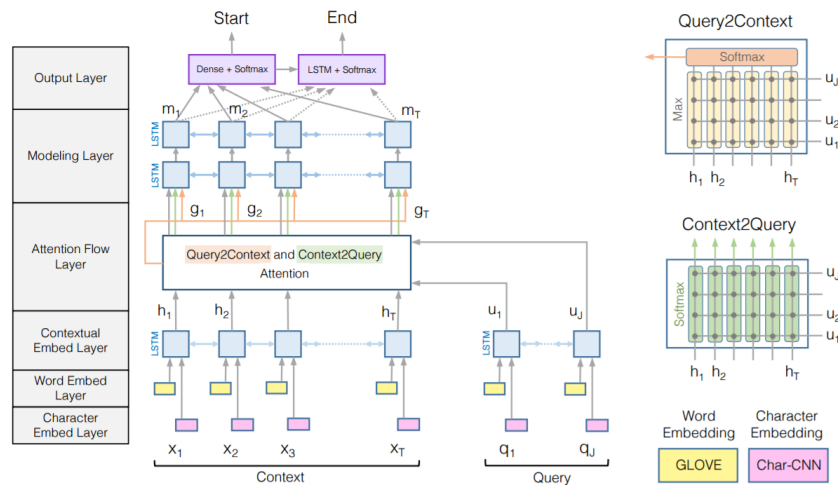 Start
End
Output Layer
Dense + Softmax
LSTM + Softmax
m1
m2
mT
Modeling Layer
LSTM
LSTM
g1
g2
gT
Attention Flow
Layer
Query2Context and Context2Query
Attention
h1
h2
hT
u1
uJ
Contextual
Embed Layer
LSTM
LSTM
Word Embed
Layer
Character
Embed Layer
x1
x2
x3
xT
q1
qJ
Context
Query
Query2Context
Softmax
Max
uJ
u2
u1
h1
h2
hT
Context2Query
Softmax
uJ
u2
u1
h1
h2
hT
Word
Embedding
Character
Embedding
GLOVE
Char-CNN